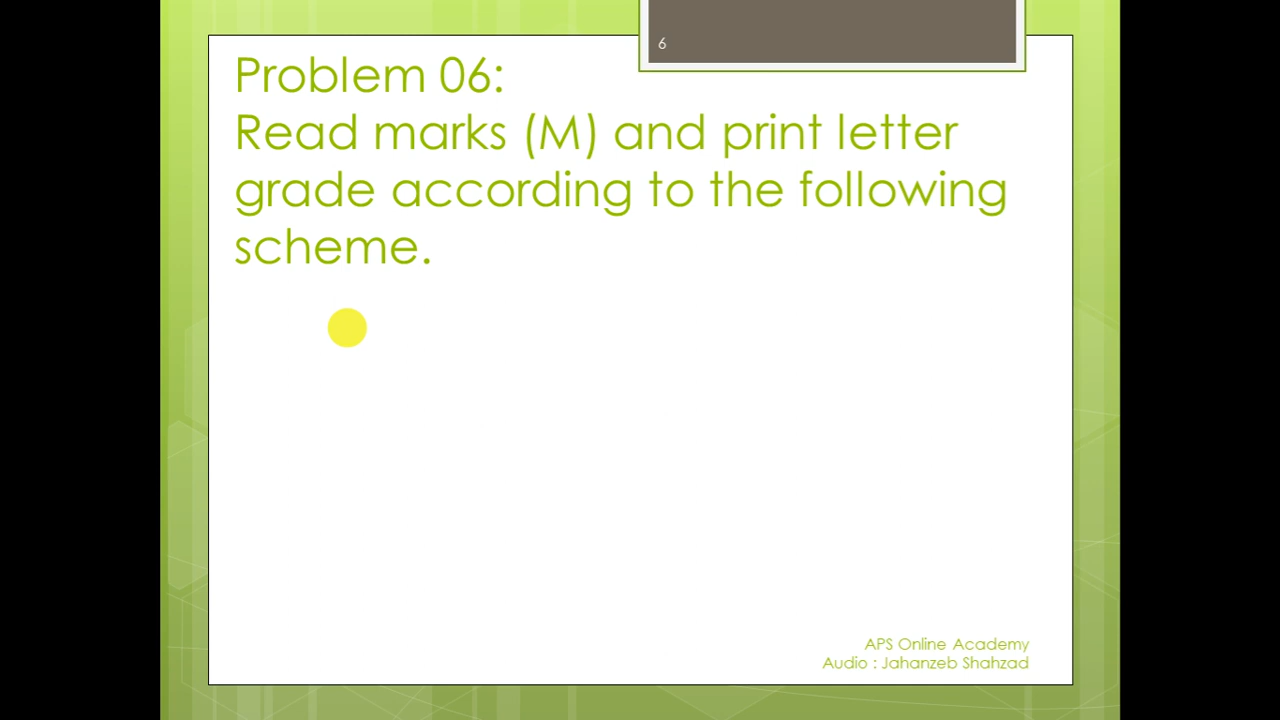 6
Problem 06:
Read marks (M) and print letter
grade according to the following
scheme.
APS Online Academy
Audio : Jahanzeb Shahzad